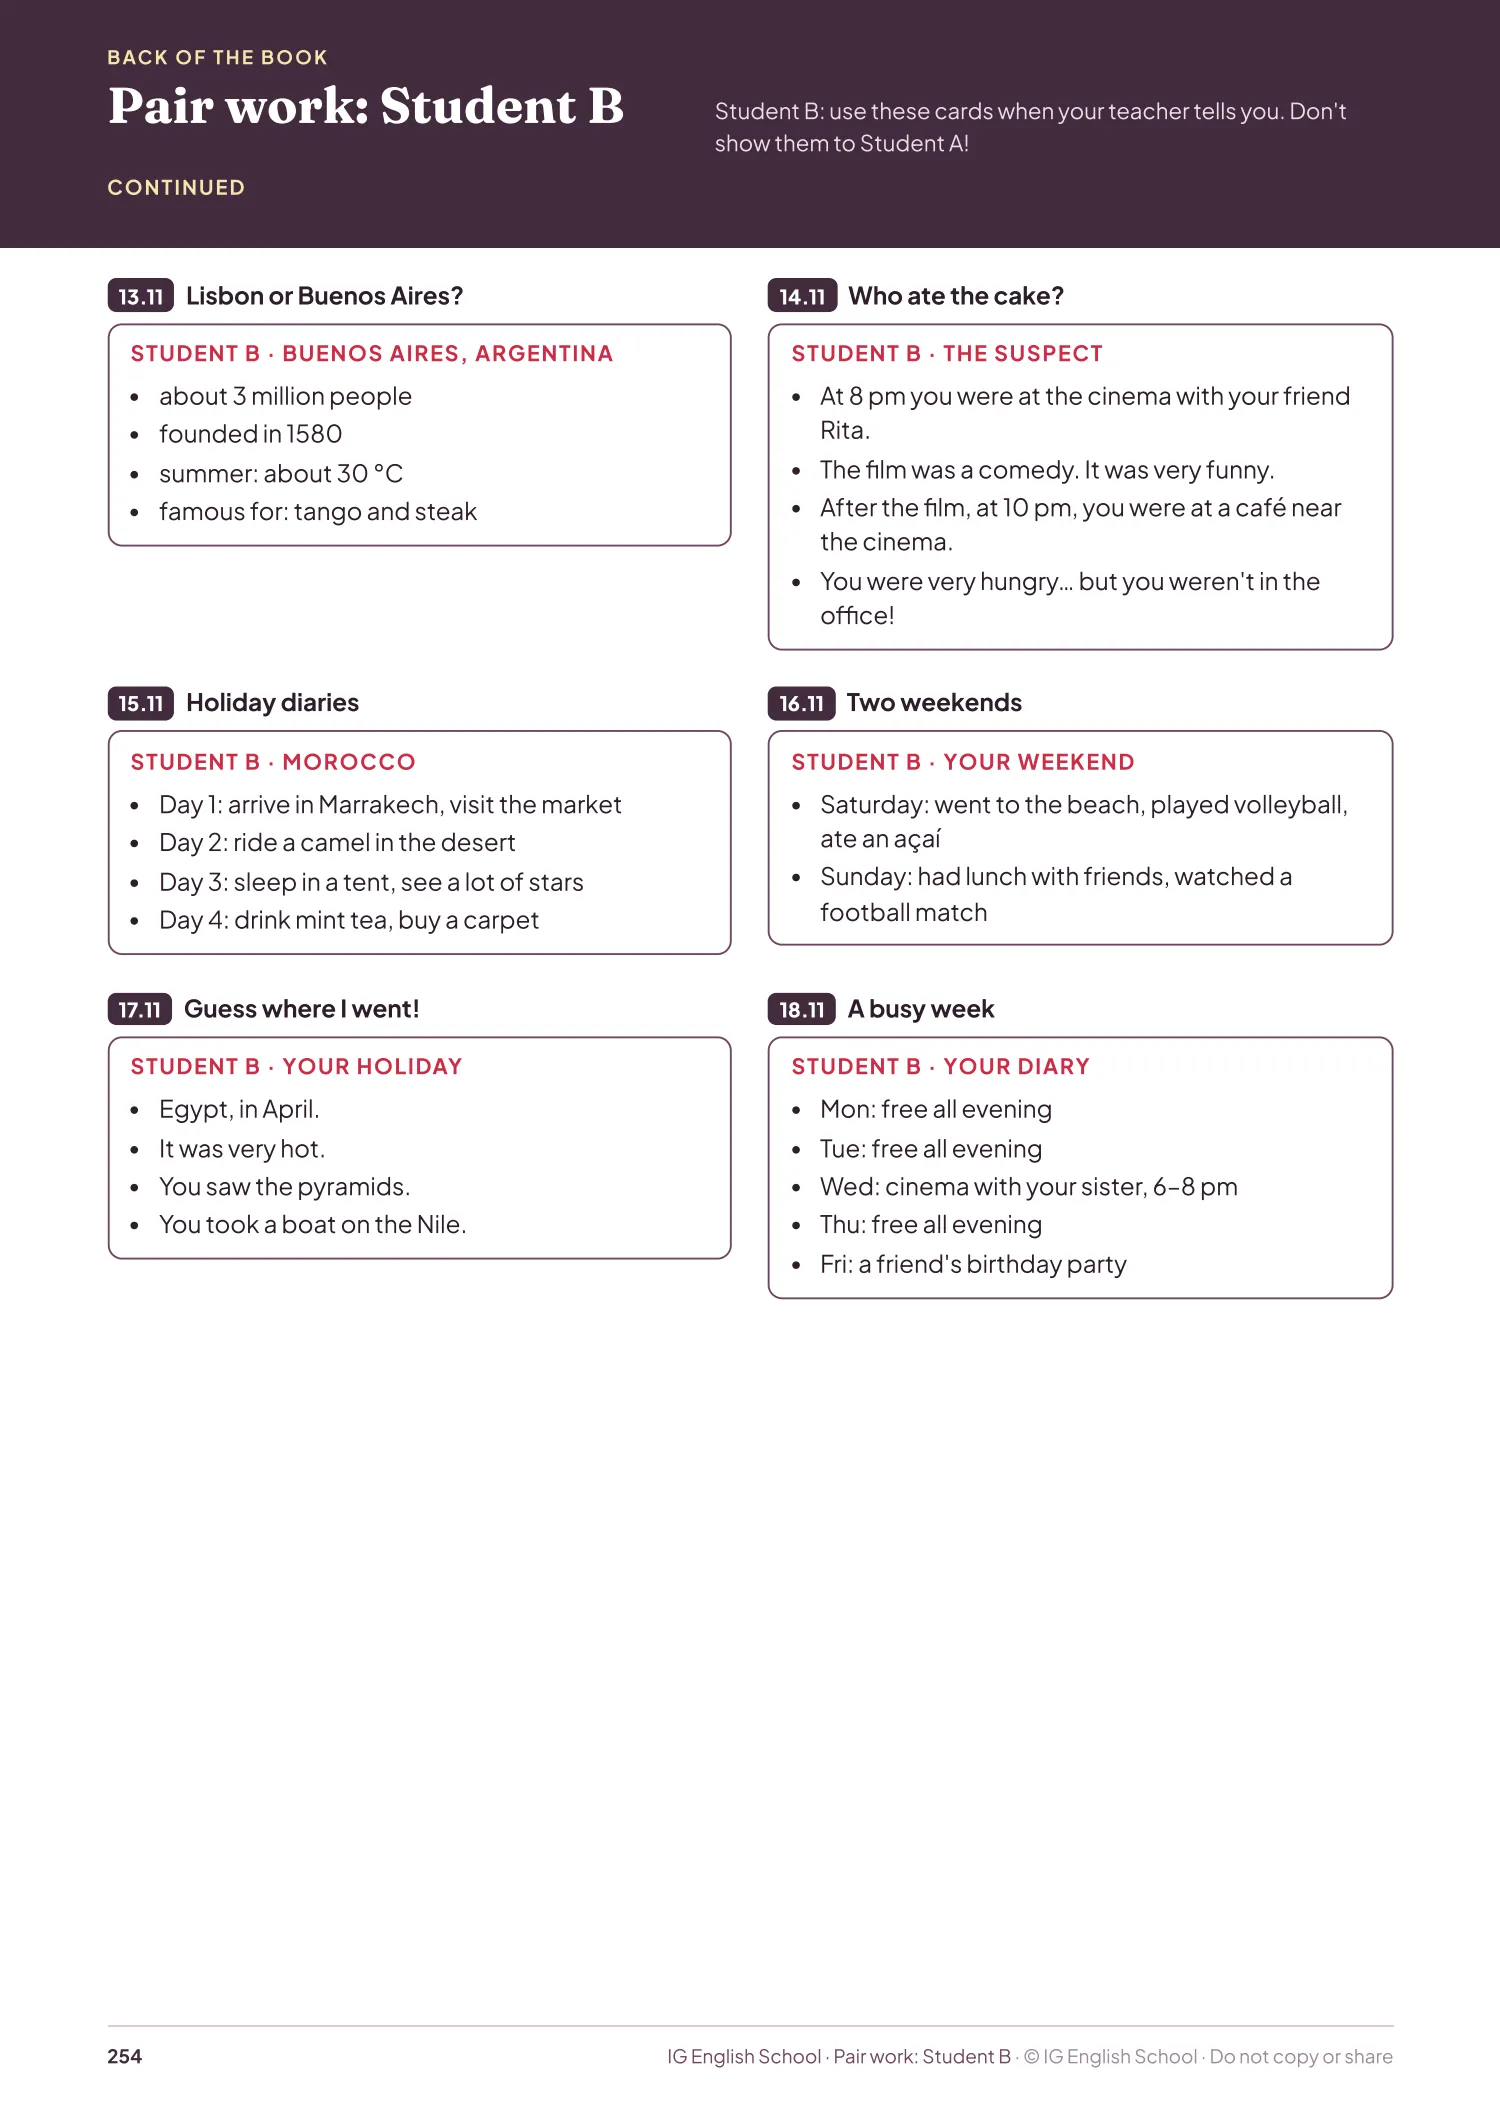 BACK OF THE BOOK
Pair work: Student B
Student B: use these cards when your teacher tells you. Don't
show them to Student A!
CONTINUED
13.11 Lisbon or Buenos Aires?
STUDENT B · BUENOS AIRES, ARGENTINA
• about 3 million people
• founded in 1580
• summer: about 30 °C
• famous for: tango and steak
14.11 Who ate the cake?
STUDENT B · THE SUSPECT
• At 8 pm you were at the cinema with your friend
Rita.
• The film was a comedy. It was very funny.
• After the film, at 10 pm, you were at a café near
the cinema.
• You were very hungry… but you weren't in the
office!
15.11 Holiday diaries
STUDENT B · MOROCCO
• Day 1: arrive in Marrakech, visit the market
• Day 2: ride a camel in the desert
• Day 3: sleep in a tent, see a lot of stars
• Day 4: drink mint tea, buy a carpet
16.11 Two weekends
STUDENT B · YOUR WEEKEND
• Saturday: went to the beach, played volleyball,
ate an açaí
• Sunday: had lunch with friends, watched a
football match
17.11 Guess where I went!
STUDENT B · YOUR HOLIDAY
• Egypt, in April.
• It was very hot.
• You saw the pyramids.
• You took a boat on the Nile.
18.11 A busy week
STUDENT B · YOUR DIARY
• Mon: free all evening
• Tue: free all evening
• Wed: cinema with your sister, 6–8 pm
• Thu: free all evening
• Fri: a friend's birthday party
254
IG English School · Pair work: Student B · © IG English School · Do not copy or share